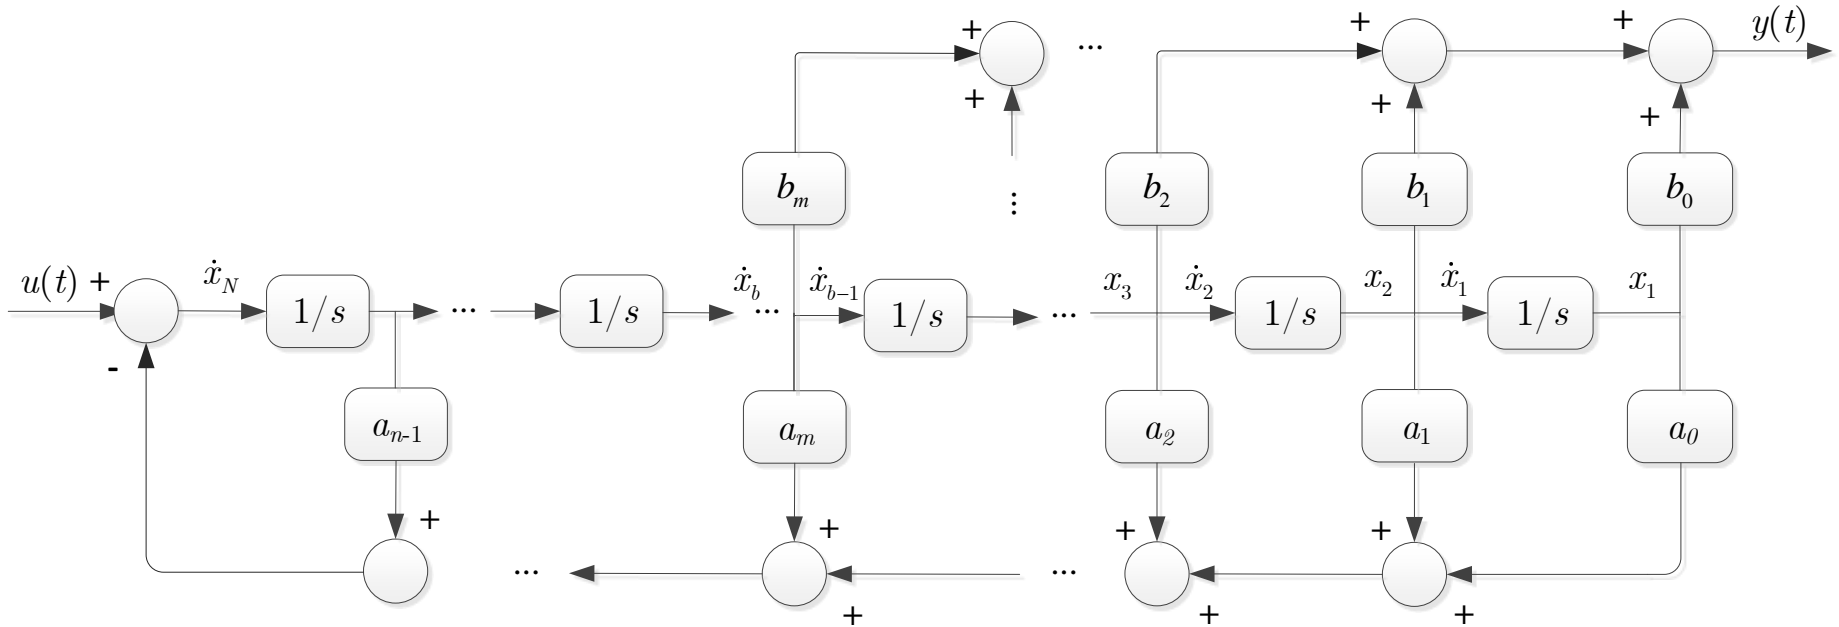 + + + y(t)
+ ... + +
b_m b_2 b_1 b_0
⋮
u(t) + ẋ_N 1/s ... 1/s ẋ_b ... ẋ_{b-1} 1/s ... x_3 ẋ_2 1/s x_2 ẋ_1 1/s x_1
-
a_{n-1} a_m a_2 a_1 a_0
+ + + +
... ...
+ + +